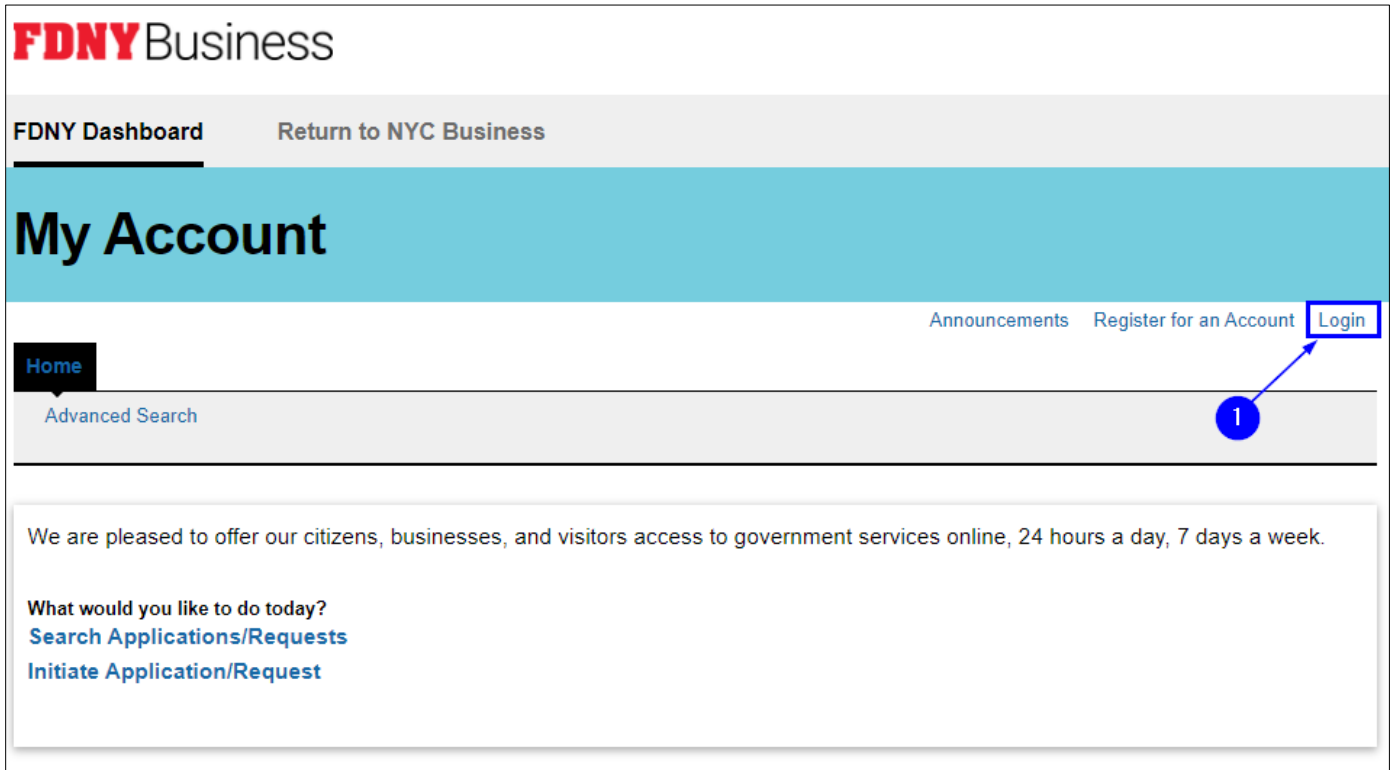 FDNY Business
FDNY Dashboard Return to NYC Business
My Account
Announcements Register for an Account Login
Home
Advanced Search
1
We are pleased to offer our citizens, businesses, and visitors access to government services online, 24 hours a day, 7 days a week.
What would you like to do today?
Search Applications/Requests
Initiate Application/Request